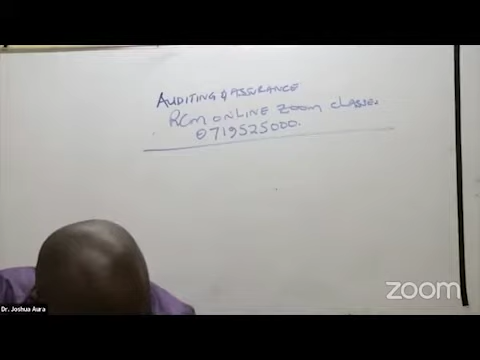 AUDITING & ASSURANCE
RCM ONLINE ZOOM classes
0719525000.
zoom
Dr. Joshua Aura